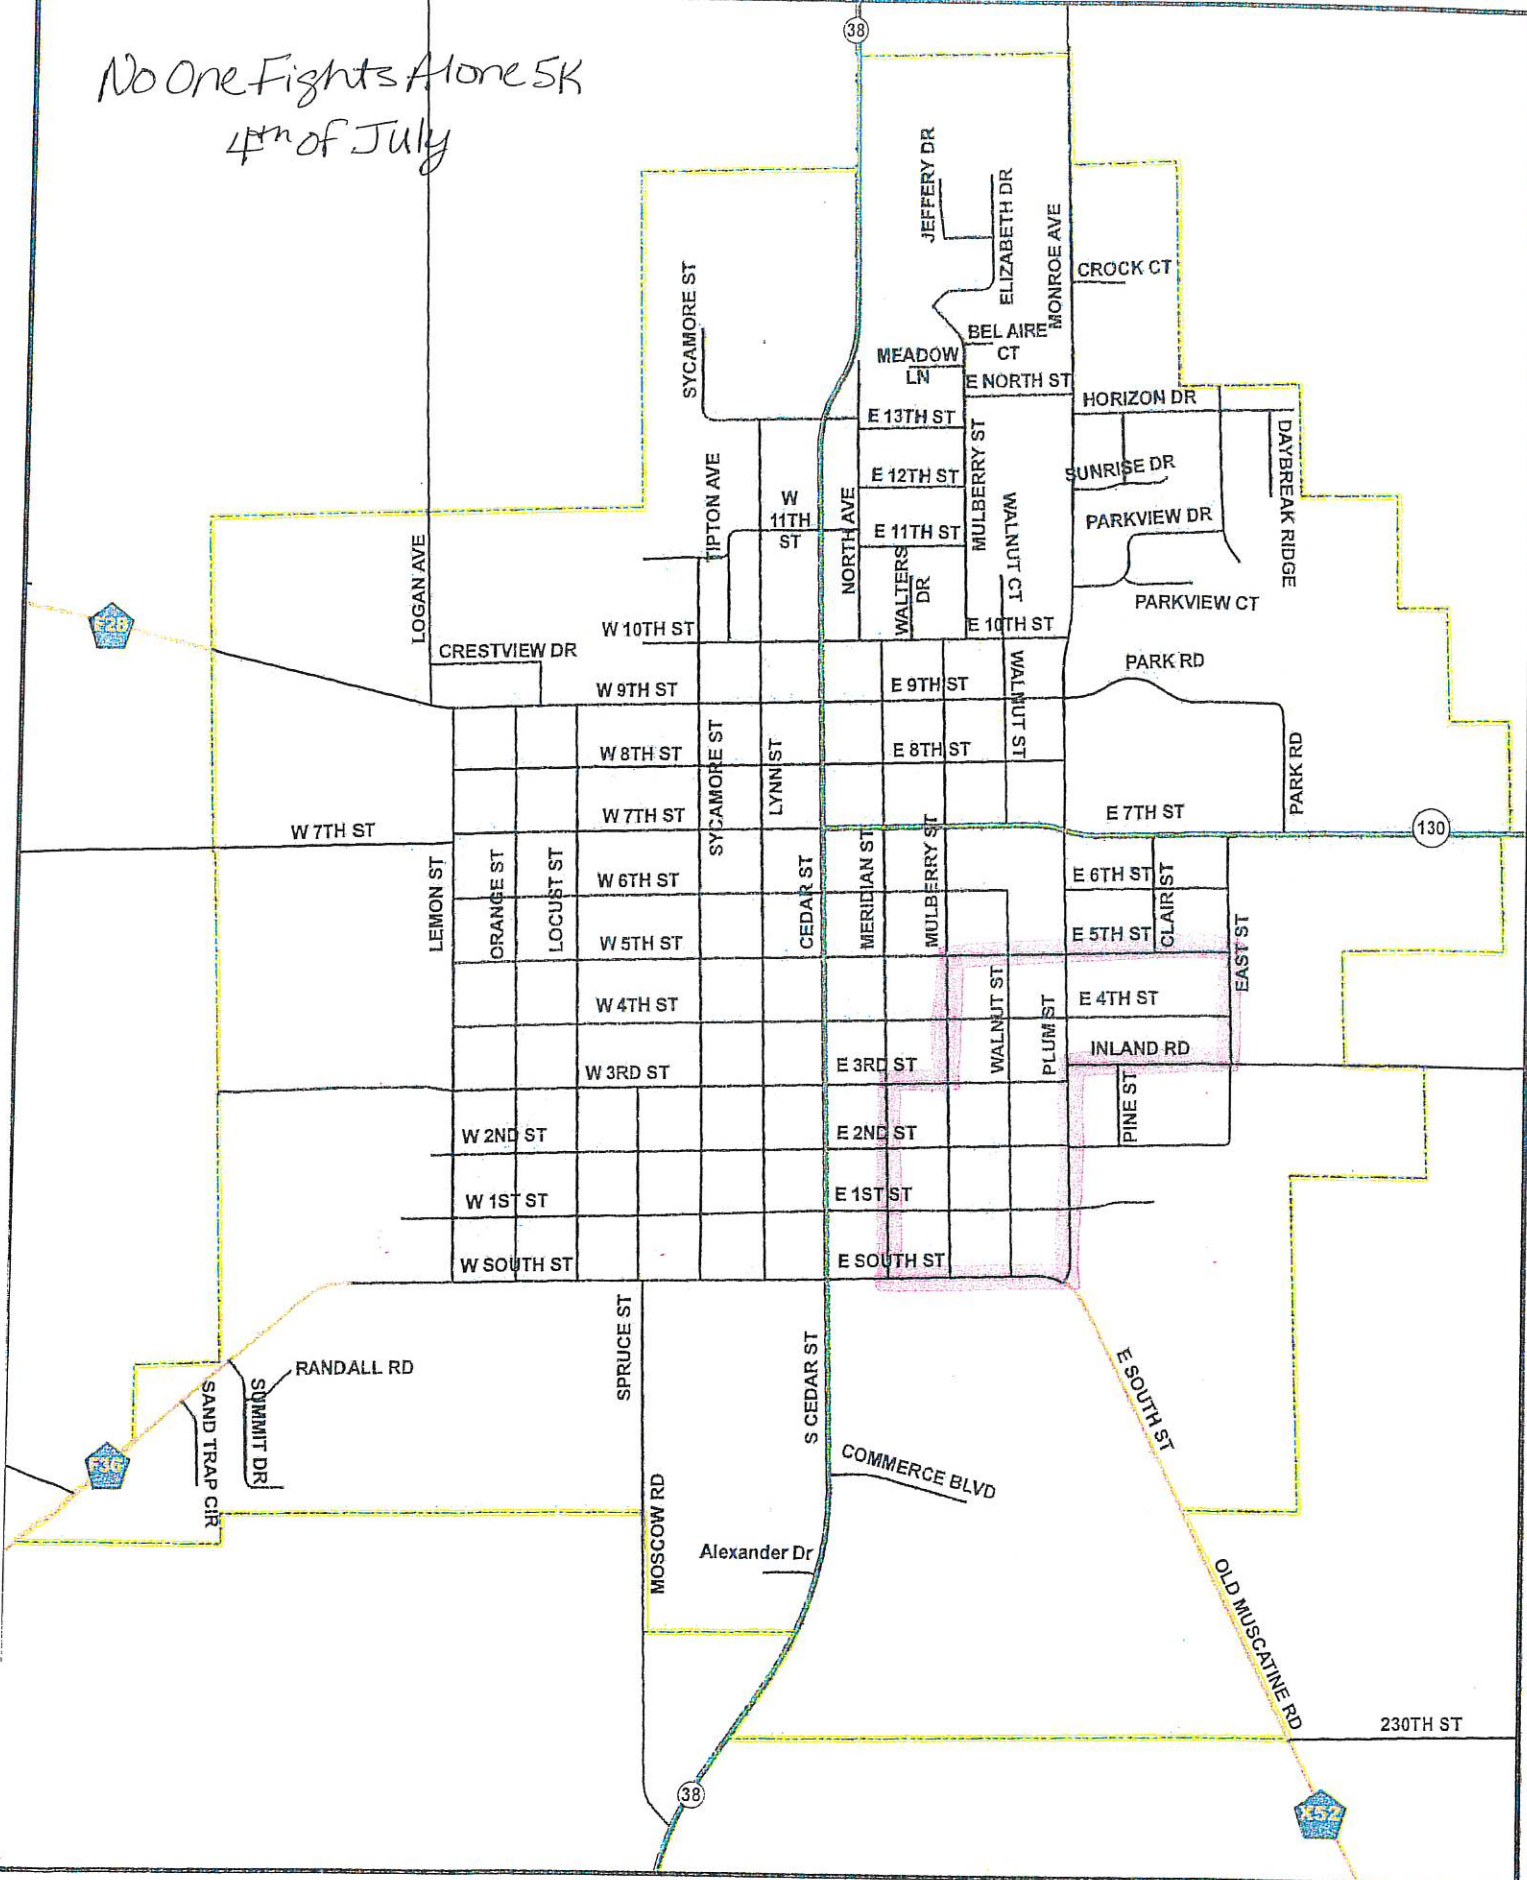 No One Fights Alone 5K
4th of July
38
JEFFERY DR
ELIZABETH DR
MONROE AVE
CROCK CT
SYCAMORE ST
BEL AIRE
CT
MEADOW
LN
E NORTH ST
HORIZON DR
E 13TH ST
MULBERRY ST
DAYBREAK RIDGE
SUNRISE DR
E 12TH ST
TIPTON AVE
W
11TH
ST
NORTH AVE
WALNUT CT
PARKVIEW DR
E 11TH ST
LOGAN AVE
WALTERS
DR
PARKVIEW CT
F28
W 10TH ST
E 10TH ST
CRESTVIEW DR
PARK RD
W 9TH ST
E 9TH ST
WALNUT ST
W 8TH ST
E 8TH ST
SYCAMORE ST
LYNN ST
PARK RD
W 7TH ST
W 7TH ST
E 7TH ST
130
LEMON ST
ORANGE ST
LOCUST ST
CEDAR ST
MERIDIAN ST
MULBERRY ST
W 6TH ST
E 6TH ST
CLAIR ST
W 5TH ST
E 5TH ST
EAST ST
W 4TH ST
WALNUT ST
PLUM ST
E 4TH ST
INLAND RD
W 3RD ST
E 3RD ST
PINE ST
W 2ND ST
E 2ND ST
W 1ST ST
E 1ST ST
W SOUTH ST
E SOUTH ST
SPRUCE ST
S CEDAR ST
E SOUTH ST
RANDALL RD
SAND TRAP CIR
SUMMIT DR
F36
COMMERCE BLVD
MOSCOW RD
Alexander Dr
OLD MUSCATINE RD
230TH ST
38
X52